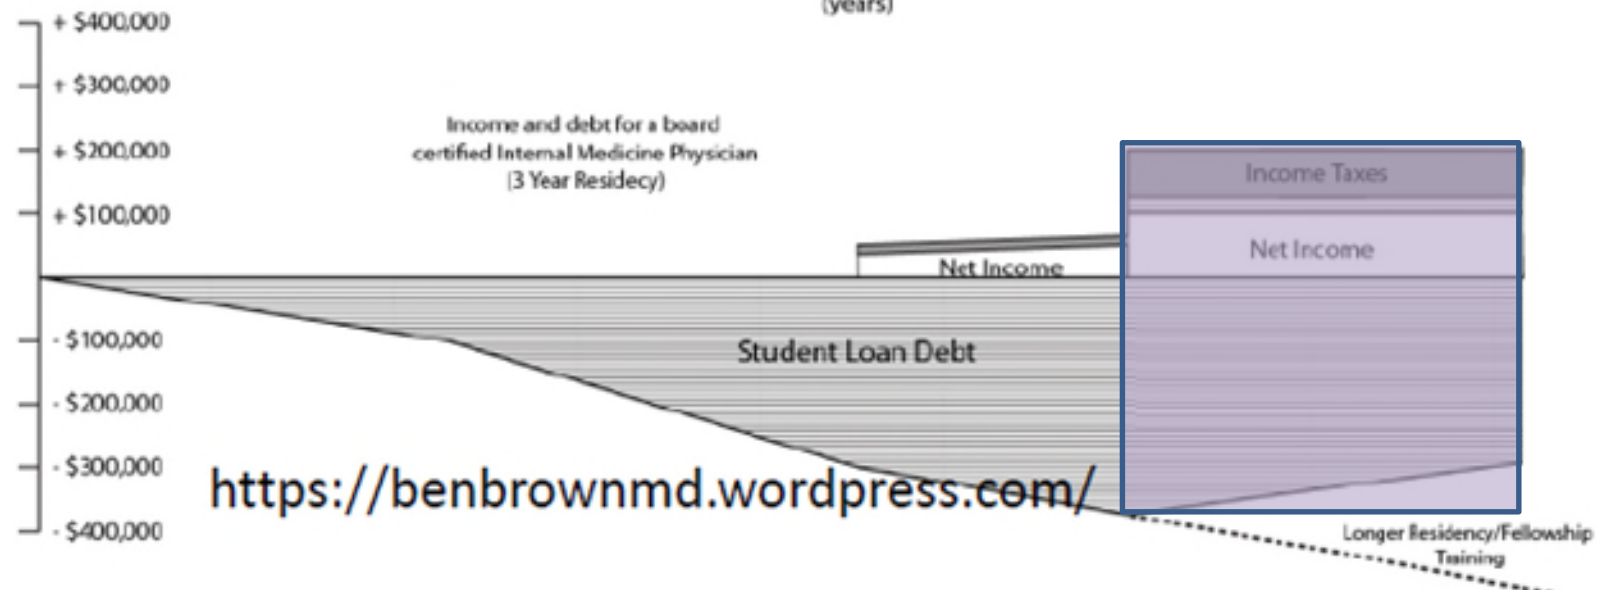 (years)
+ $400,000
+ $300,000
+ $200,000
+ $100,000
- $100,000
- $200,000
- $300,000
- $400,000
Income and debt for a board
certified Internal Medicine Physician
(3 Year Residecy)
Income Taxes
Net Income
Net Income
Student Loan Debt
https://benbrownmd.wordpress.com/
Longer Residency/Fellowship
Training